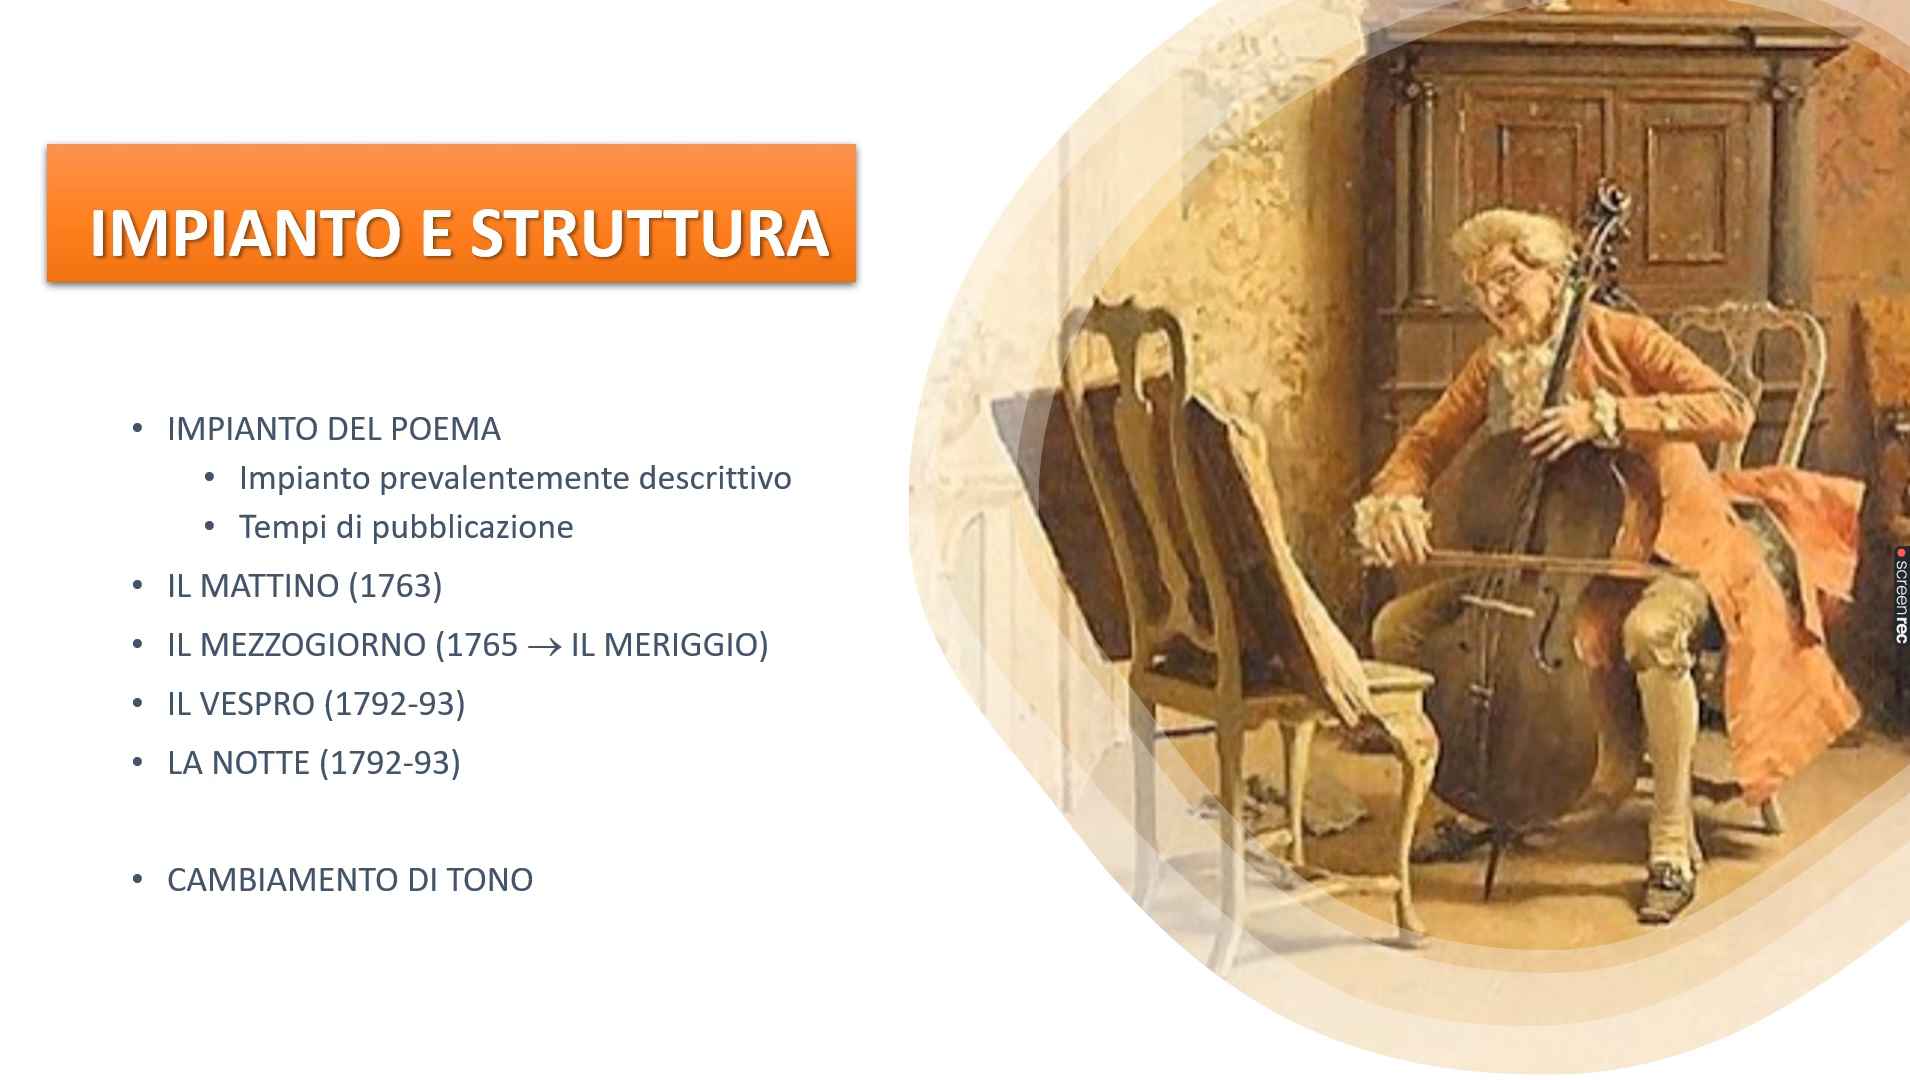 IMPIANTO E STRUTTURA
• IMPIANTO DEL POEMA
• Impianto prevalentemente descrittivo
• Tempi di pubblicazione
• IL MATTINO (1763)
• IL MEZZOGIORNO (1765 → IL MERIGGIO)
• IL VESPRO (1792-93)
• LA NOTTE (1792-93)
• CAMBIAMENTO DI TONO
screenrec